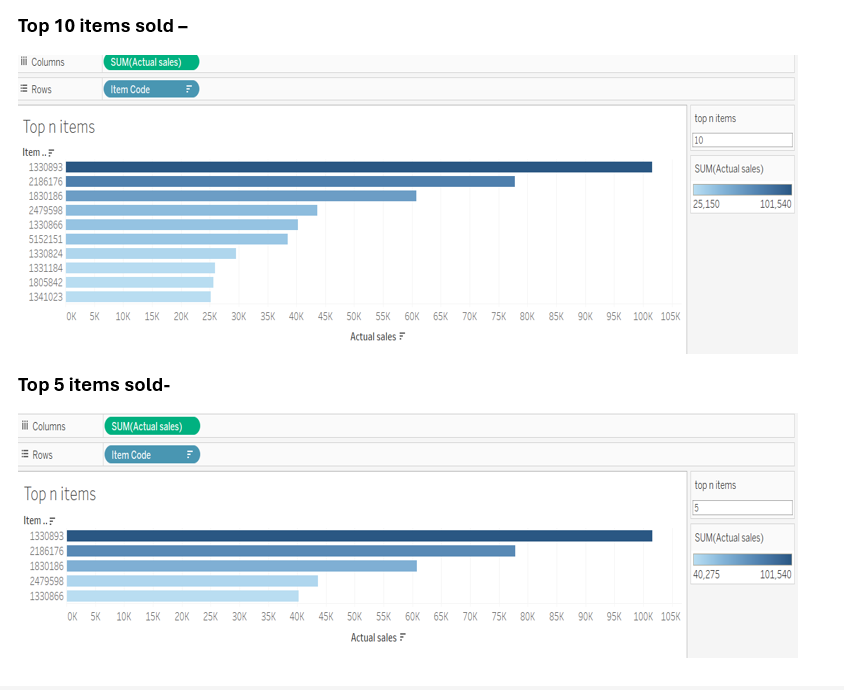 Top 10 items sold –
Columns SUM(Actual sales)
Rows Item Code
Top n items
top n items
10
Item ..
SUM(Actual sales)
25,150 101,540
1330893
2186176
1830186
2479598
1330866
5152151
1330824
1331184
1805842
1341023
0K 5K 10K 15K 20K 25K 30K 35K 40K 45K 50K 55K 60K 65K 70K 75K 80K 85K 90K 95K 100K 105K
Actual sales
Top 5 items sold-
Columns SUM(Actual sales)
Rows Item Code
Top n items
top n items
5
Item ..
SUM(Actual sales)
40,275 101,540
1330893
2186176
1830186
2479598
1330866
0K 5K 10K 15K 20K 25K 30K 35K 40K 45K 50K 55K 60K 65K 70K 75K 80K 85K 90K 95K 100K 105K
Actual sales